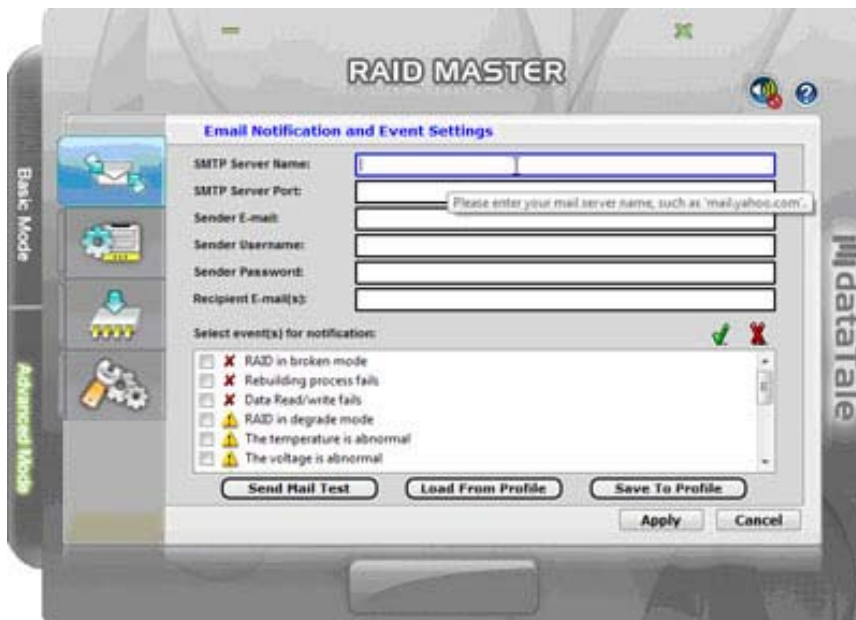 RAID MASTER
Basic Mode
Advanced Mode
Email Notification and Event Settings
SMTP Server Name:
SMTP Server Port:
Please enter your mail server name, such as 'mail.yahoo.com'.
Sender E-mail:
Sender Username:
Sender Password:
Recipient E-mail(s):
Select event(s) for notification:
RAID in broken mode
Rebuilding process fails
Data Read/write fails
RAID in degrade mode
The temperature is abnormal
The voltage is abnormal
Send Mail Test
Load From Profile
Save To Profile
Apply
Cancel
dataTale